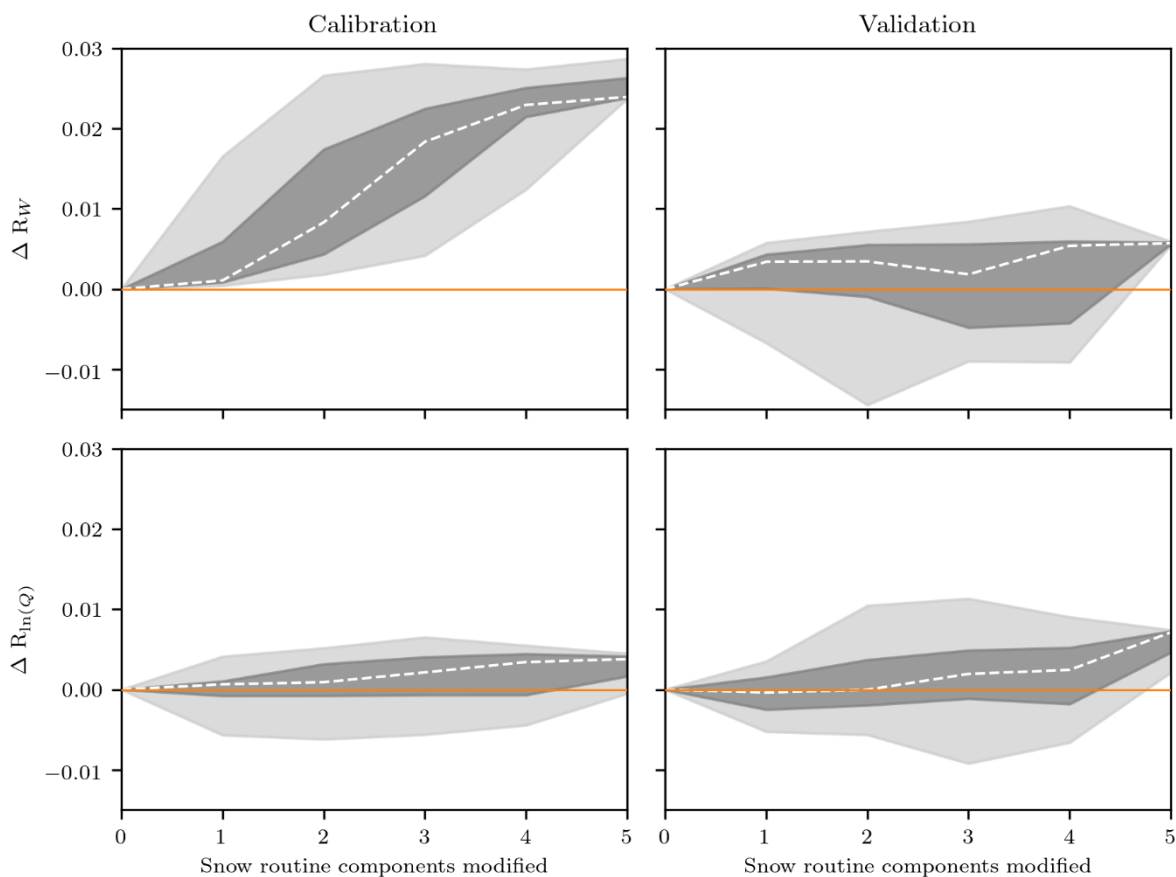 Calibration
Validation
0.03
0.02
0.01
0.00
−0.01
Δ R_W
0.03
0.02
0.01
0.00
−0.01
Δ R_ln(Q)
0 1 2 3 4 5
0 1 2 3 4 5
Snow routine components modified
Snow routine components modified